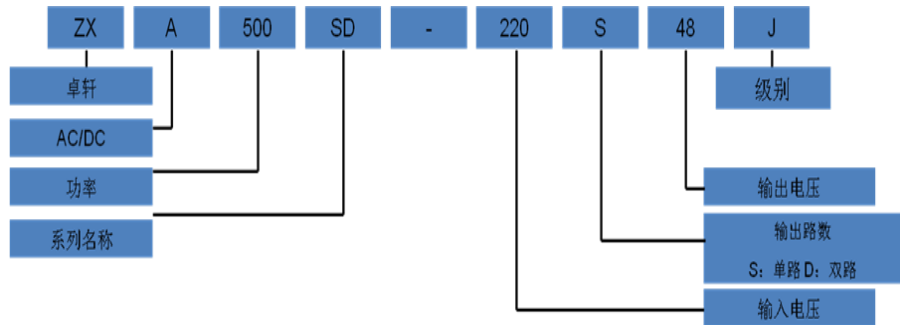 ZX A 500 SD - 220 S 48 J
卓轩
级别
AC/DC
功率
输出电压
系列名称
输出路数
S：单路 D：双路
输入电压